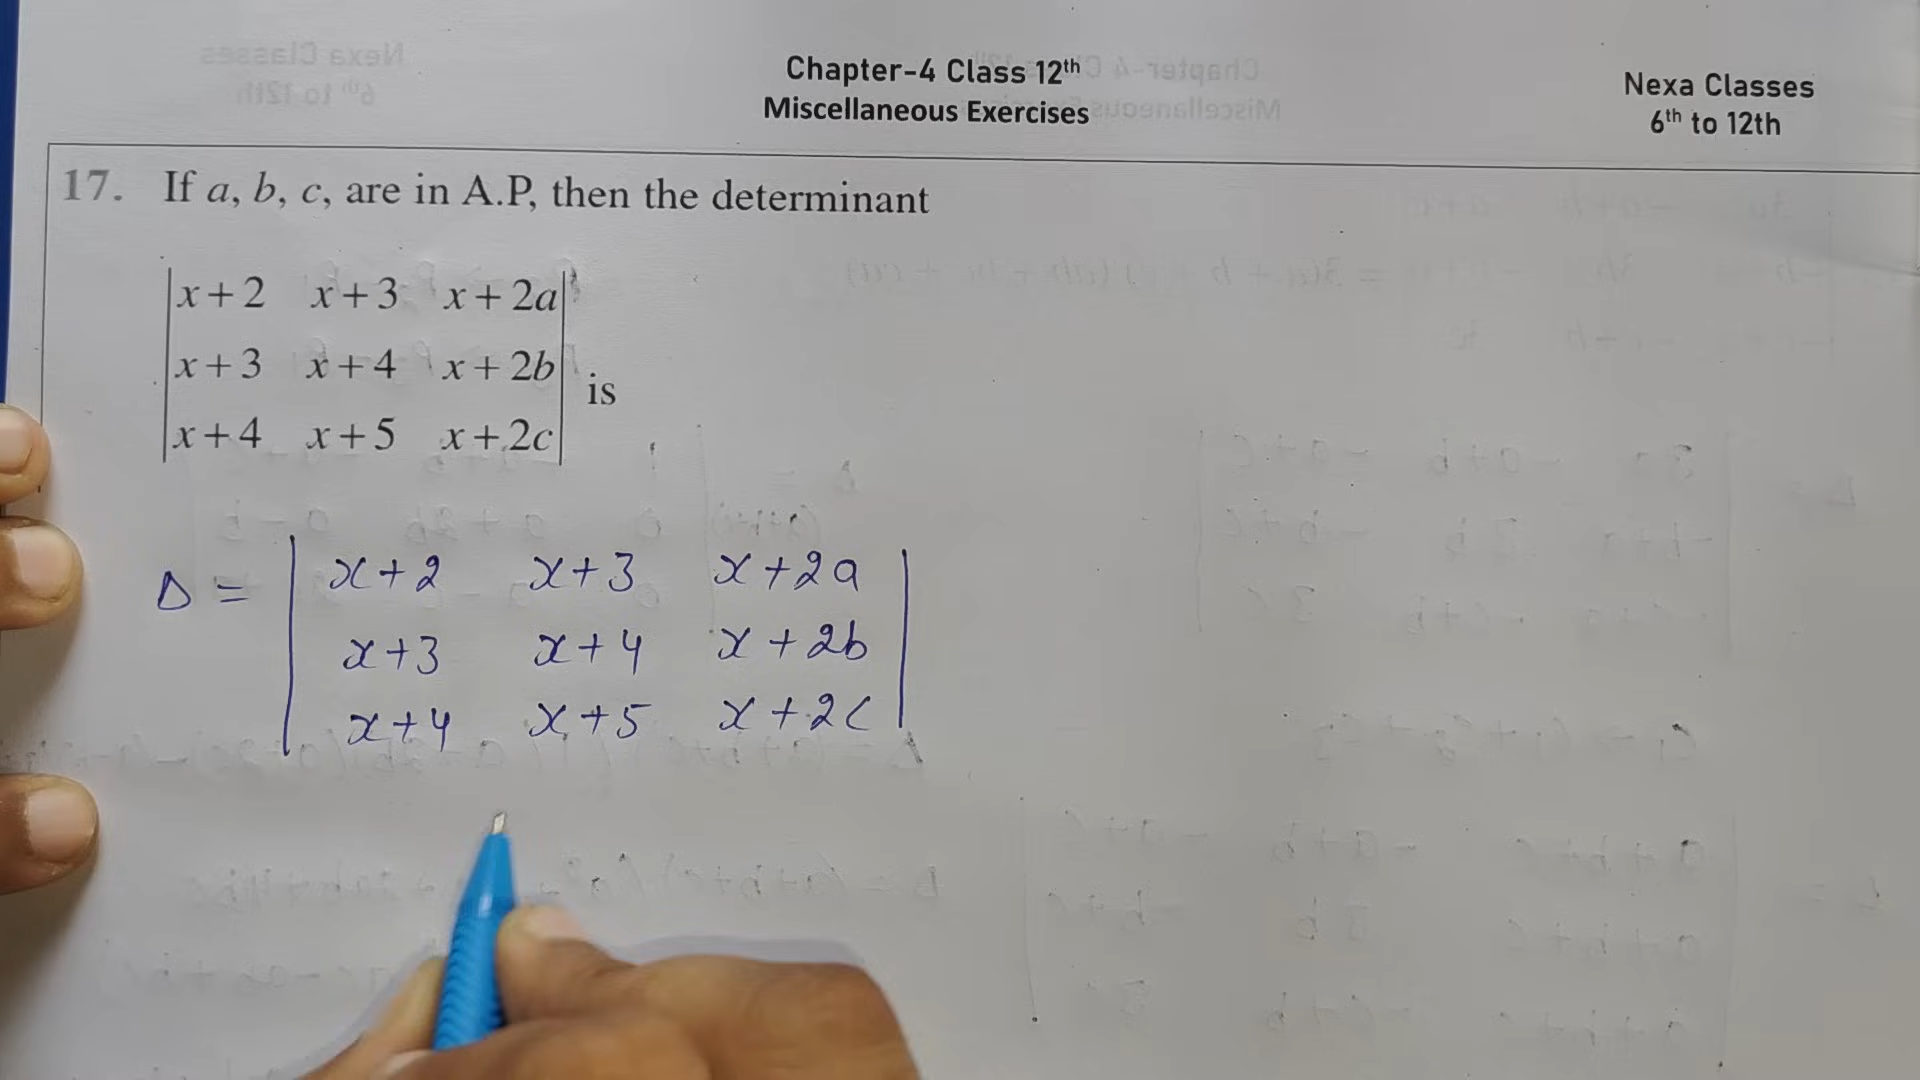 Chapter-4 Class 12th
Miscellaneous Exercises
Nexa Classes
6th to 12th
17. If a, b, c, are in A.P, then the determinant
|x+2 x+3 x+2a|
|x+3 x+4 x+2b| is
|x+4 x+5 x+2c|
Δ = | x+2 x+3 x+2a |
| x+3 x+4 x+2b |
| x+4 x+5 x+2c |